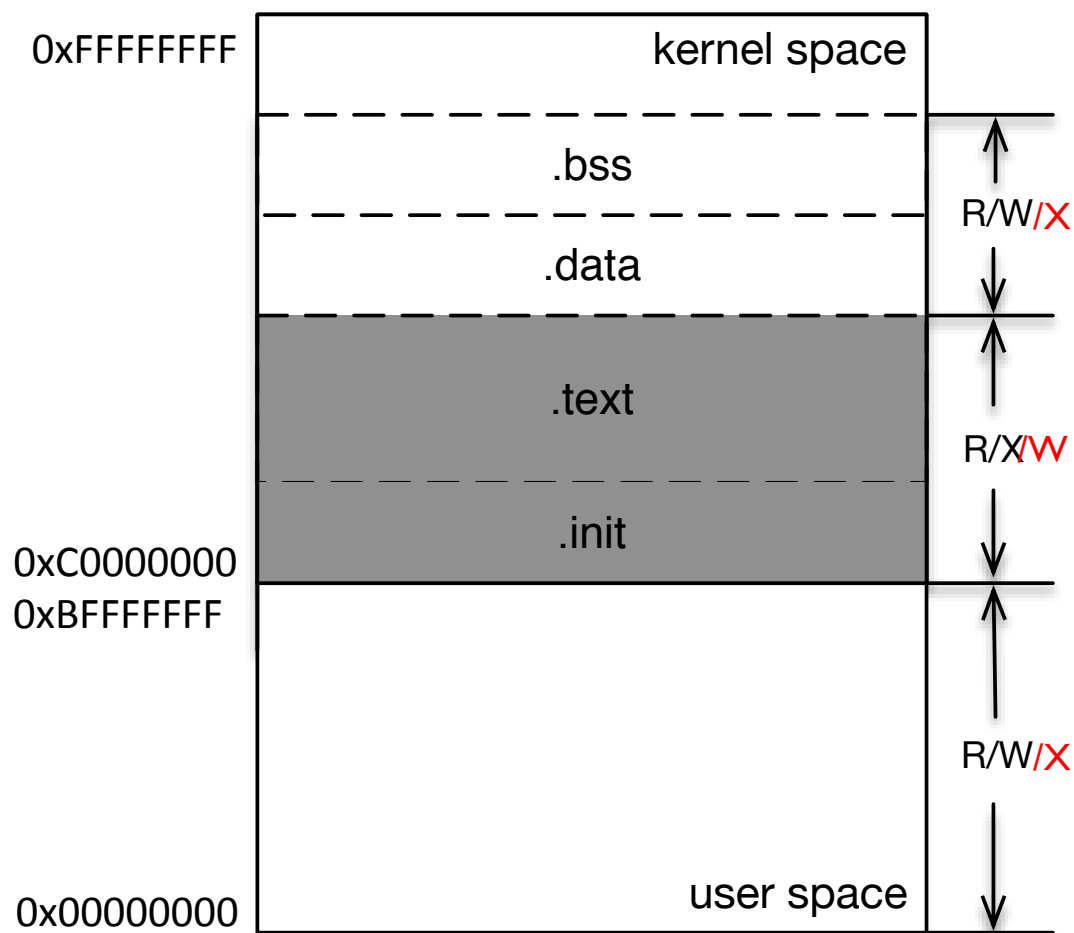 0xFFFFFFFF
kernel space
.bss
R/W/X
.data
.text
R/X/W
.init
0xC0000000
0xBFFFFFFF
R/W/X
user space
0x00000000